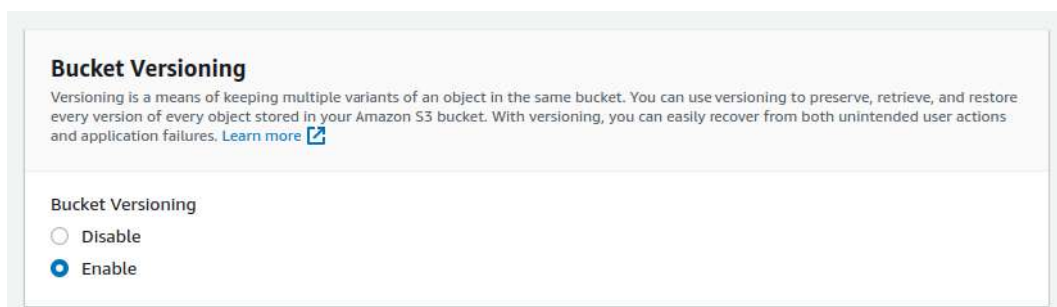 Bucket Versioning
Versioning is a means of keeping multiple variants of an object in the same bucket. You can use versioning to preserve, retrieve, and restore
every version of every object stored in your Amazon S3 bucket. With versioning, you can easily recover from both unintended user actions
and application failures. Learn more
Bucket Versioning
Disable
Enable